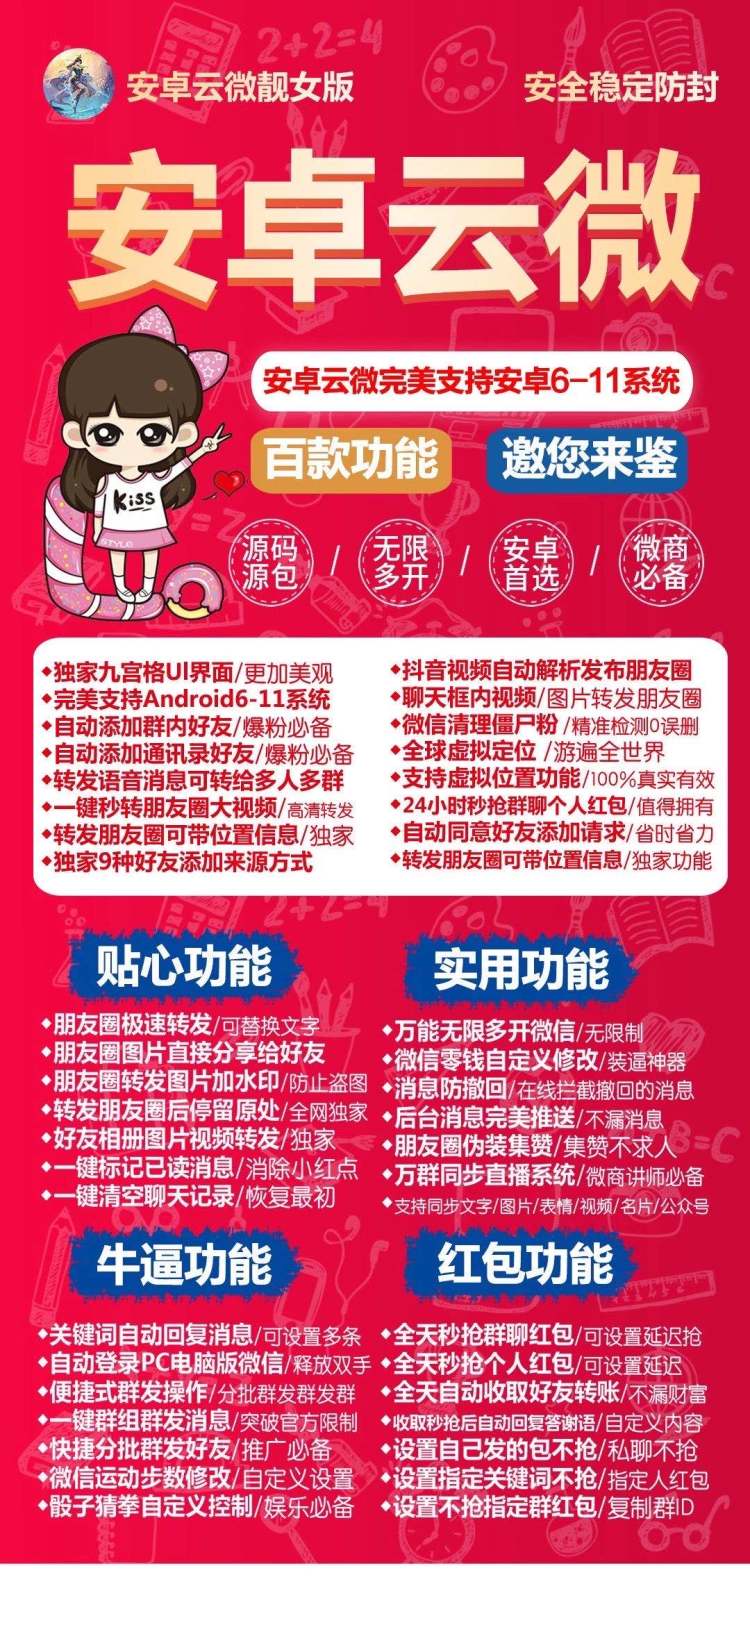 安卓云微靓女版
安全稳定防封
安卓云微
安卓云微完美支持安卓6-11系统
百款功能
邀您来鉴
KISS
STYLE
源码源包 / 无限多开 / 安卓首选 / 微商必备
◆独家九宫格UI界面/更加美观
◆完美支持Android6-11系统
◆自动添加群内好友/爆粉必备
◆自动添加通讯录好友/爆粉必备
◆转发语音消息可转给多人多群
◆一键秒转朋友圈大视频/高清转发
◆转发朋友圈可带位置信息/独家
◆独家9种好友添加来源方式
◆抖音视频自动解析发布朋友圈
◆聊天框内视频/图片转发朋友圈
◆微信清理僵尸粉/精准检测0误删
◆全球虚拟定位/游遍全世界
◆支持虚拟位置功能/100%真实有效
◆24小时秒抢群聊个人红包/值得拥有
◆自动同意好友添加请求/省时省力
◆转发朋友圈可带位置信息/独家功能
贴心功能
◆朋友圈极速转发/可替换文字
◆朋友圈图片直接分享给好友
◆朋友圈转发图片加水印/防止盗图
◆转发朋友圈后停留原处/全网独家
◆好友相册图片视频转发/独家
◆一键标记已读消息/消除小红点
◆一键清空聊天记录/恢复最初
实用功能
◆万能无限多开微信/无限制
◆微信零钱自定义修改/装逼神器
◆消息防撤回/在线拦截撤回的消息
◆后台消息完美推送/不漏消息
◆朋友圈伪装集赞/集赞不求人
◆万群同步直播系统/微商讲师必备
◆支持同步文字/图片/表情/视频/名片/公众号
牛逼功能
◆关键词自动回复消息/可设置多条
◆自动登录PC电脑版微信/释放双手
◆便捷式群发操作/分批群发群发群
◆一键群组群发消息/突破官方限制
◆快捷分批群发好友/推广必备
◆微信运动步数修改/自定义设置
◆骰子猜拳自定义控制/娱乐必备
红包功能
◆全天秒抢群聊红包/可设置延迟抢
◆全天秒抢个人红包/可设置延迟
◆全天自动收取好友转账/不漏财富
◆收取秒抢后自动回复答谢语/自定义内容
◆设置自己发的包不抢/私聊不抢
◆设置指定关键词不抢/指定人红包
◆设置不抢指定群红包/复制群ID